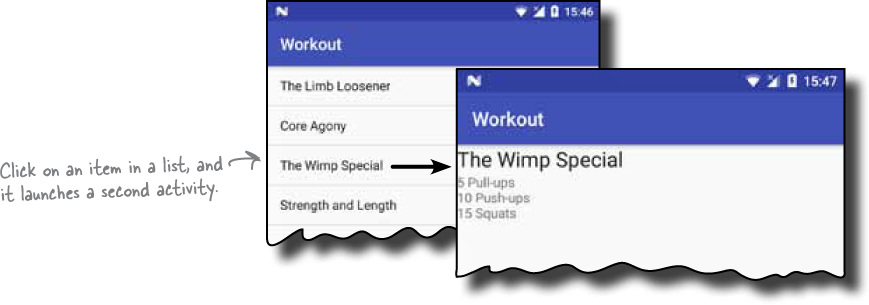 15:46
Workout
The Limb Loosener
Core Agony
The Wimp Special
Strength and Length
Click on an item in a list, and
it launches a second activity.
15:47
Workout
The Wimp Special
5 Pull-ups
10 Push-ups
15 Squats